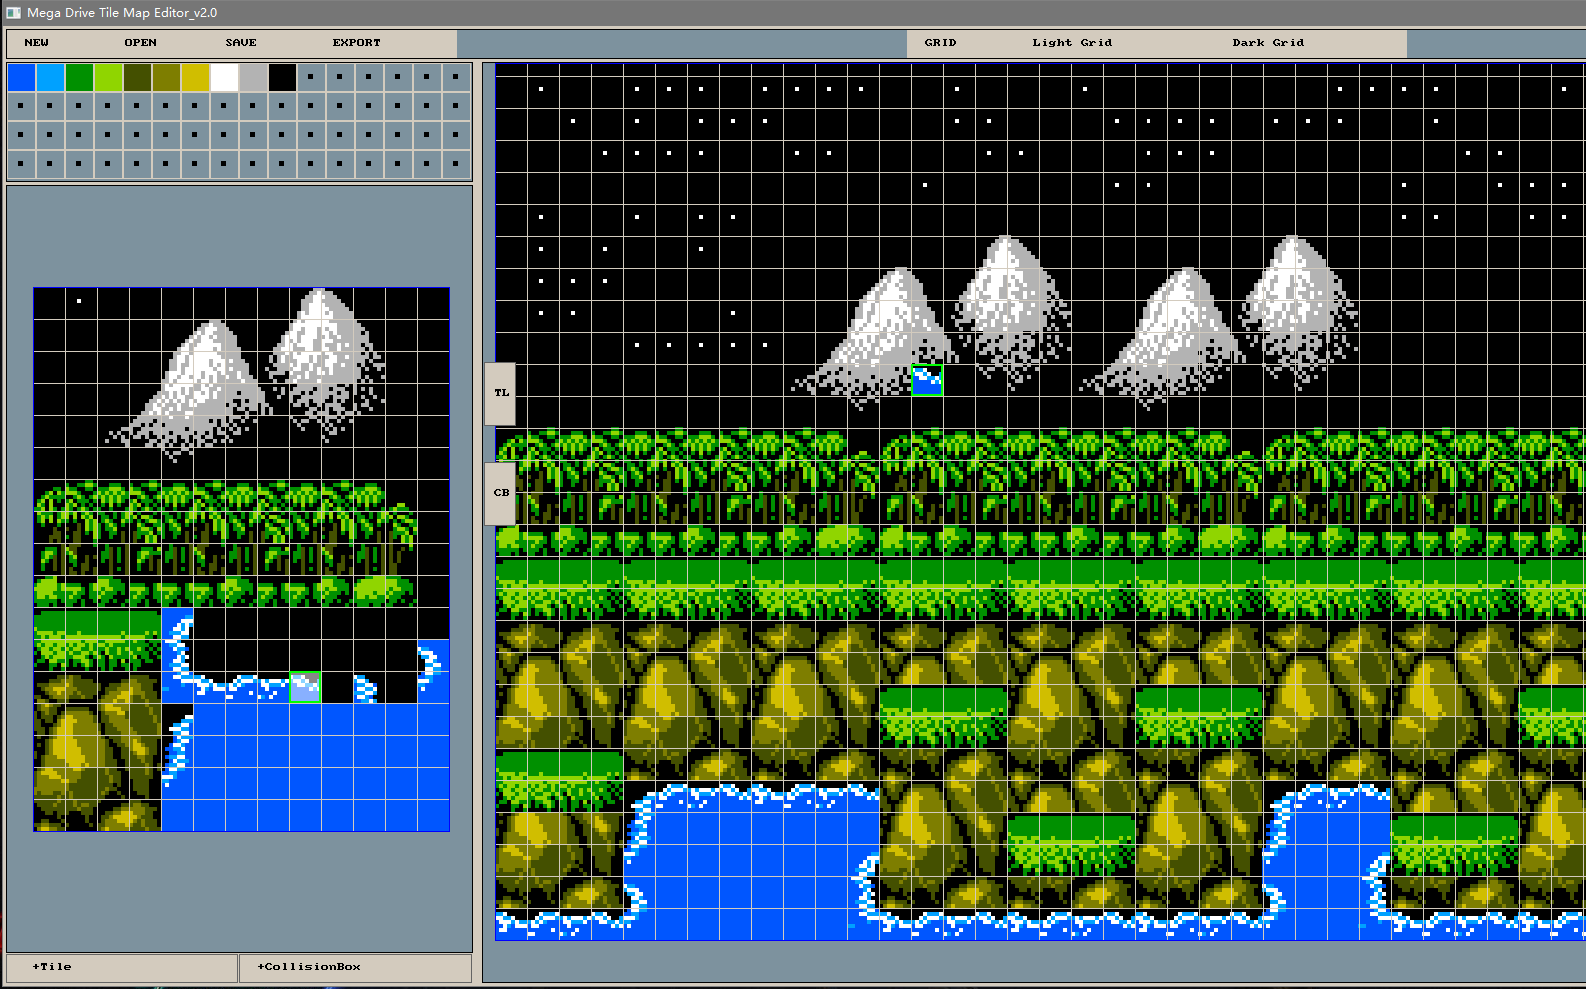 Mega Drive Tile Map Editor_v2.0
NEW OPEN SAVE EXPORT GRID Light Grid Dark Grid
TL
CB
+Tile +CollisionBox